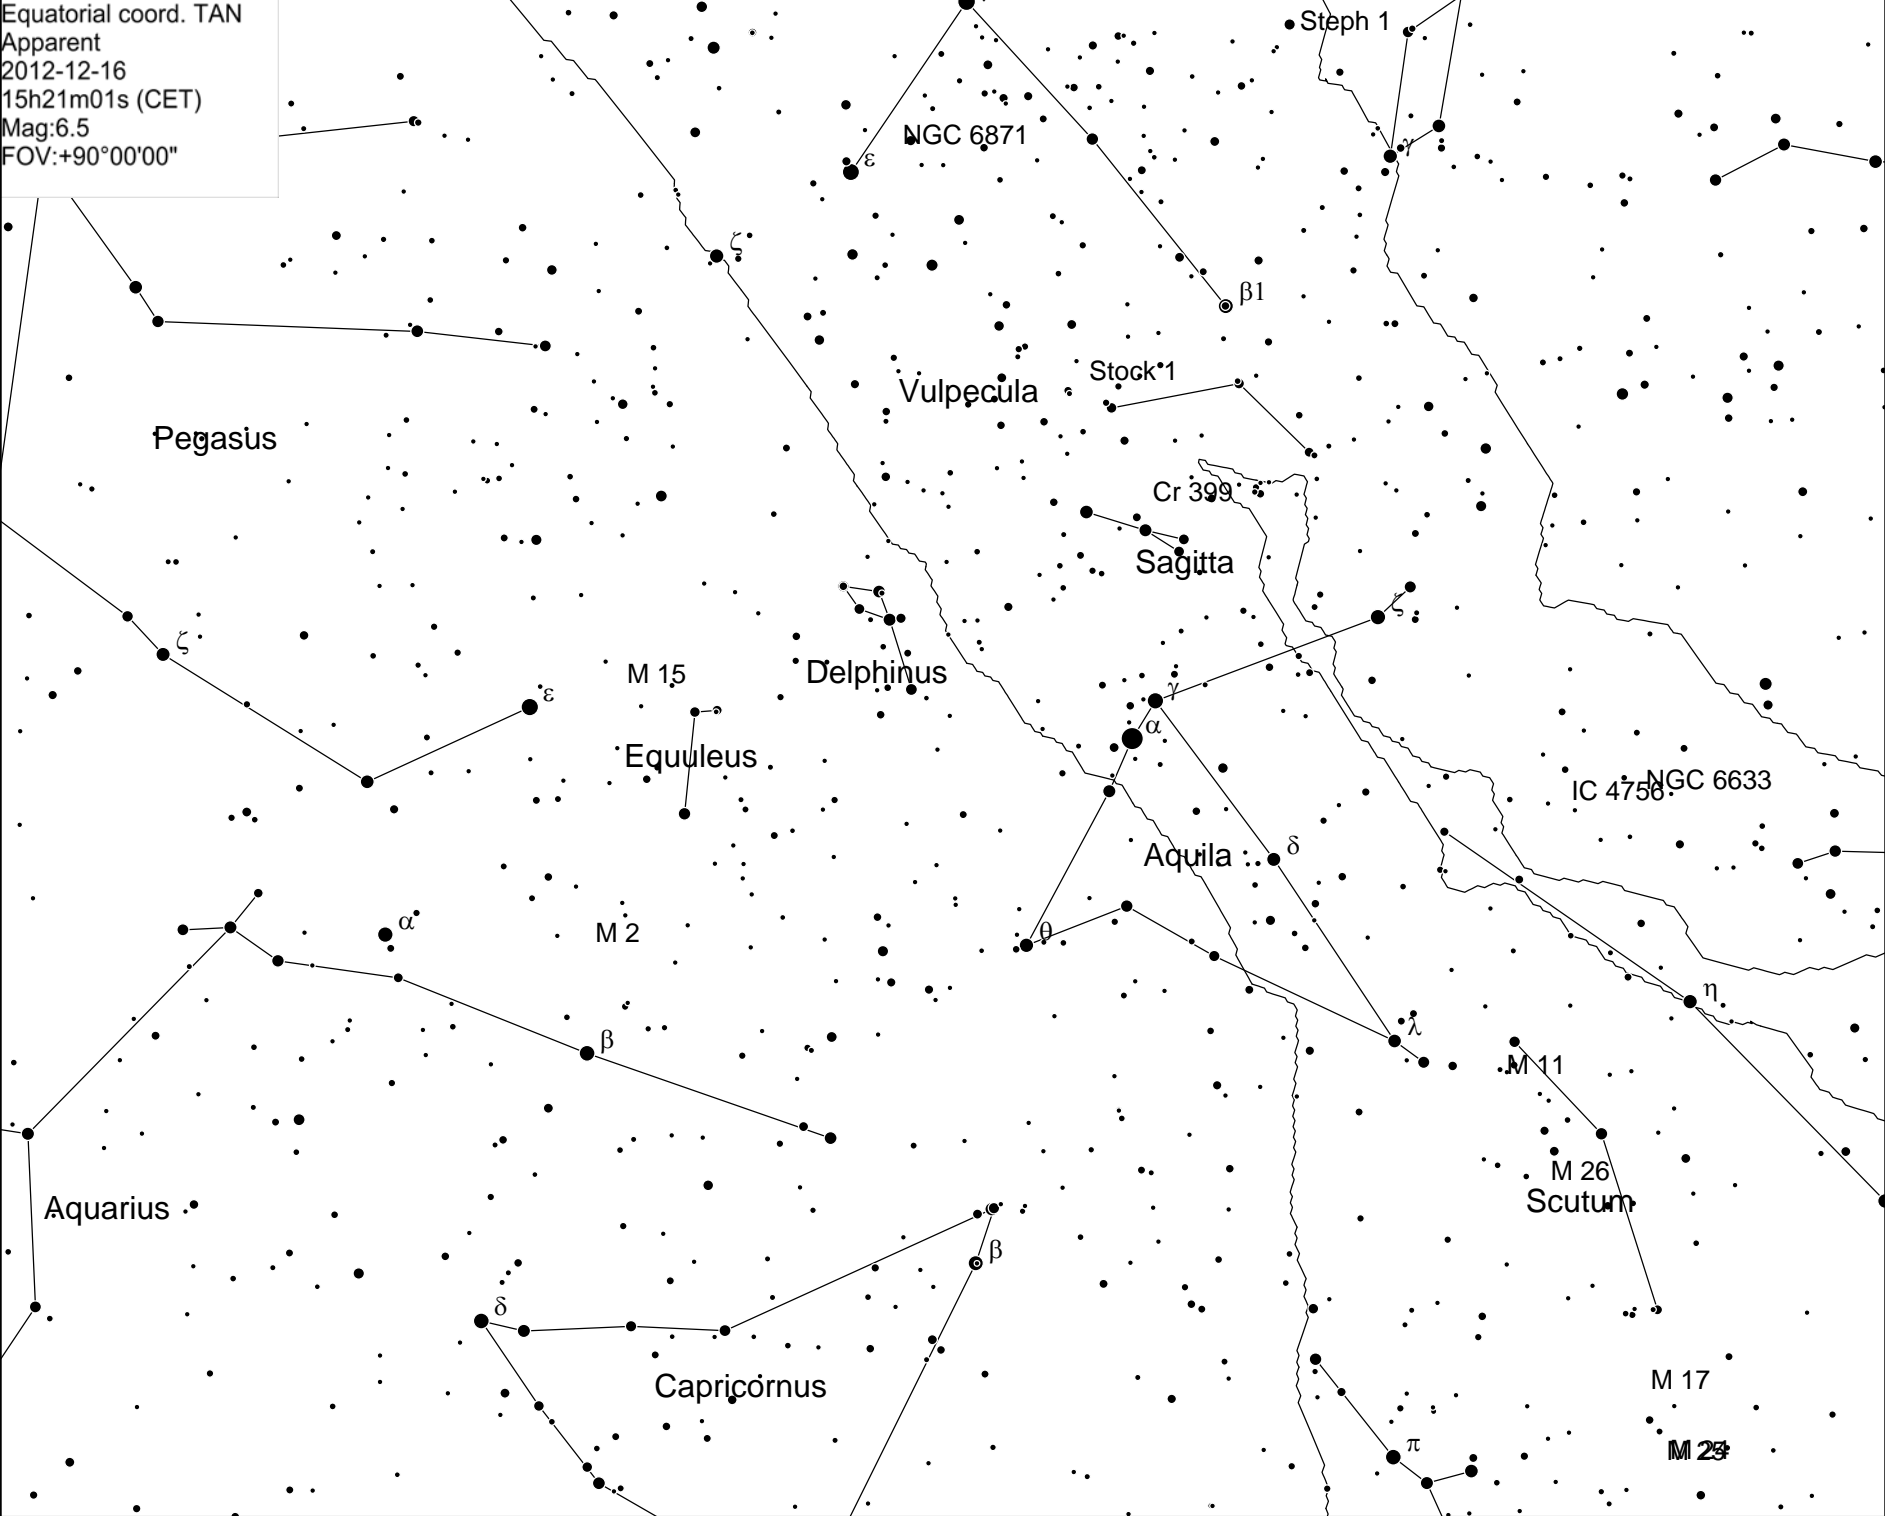 Equatorial coord. TAN
Apparent
2012-12-16
15h21m01s (CET)
Mag:6.5
FOV:+90°00'00"
Steph 1
NGC 6871
ε
γ
ζ
β1
Stock 1
Vulpecula
Pegasus
Cr 399
Sagitta
ζ
ζ
M 15
Delphinus
ε
γ
α
Equuleus
IC 4756
NGC 6633
Aquila
δ
α
M 2
θ
η
β
λ
M 11
M 26
Aquarius
Scutum
β
δ
Capricornus
M 17
π
M 24
M 25